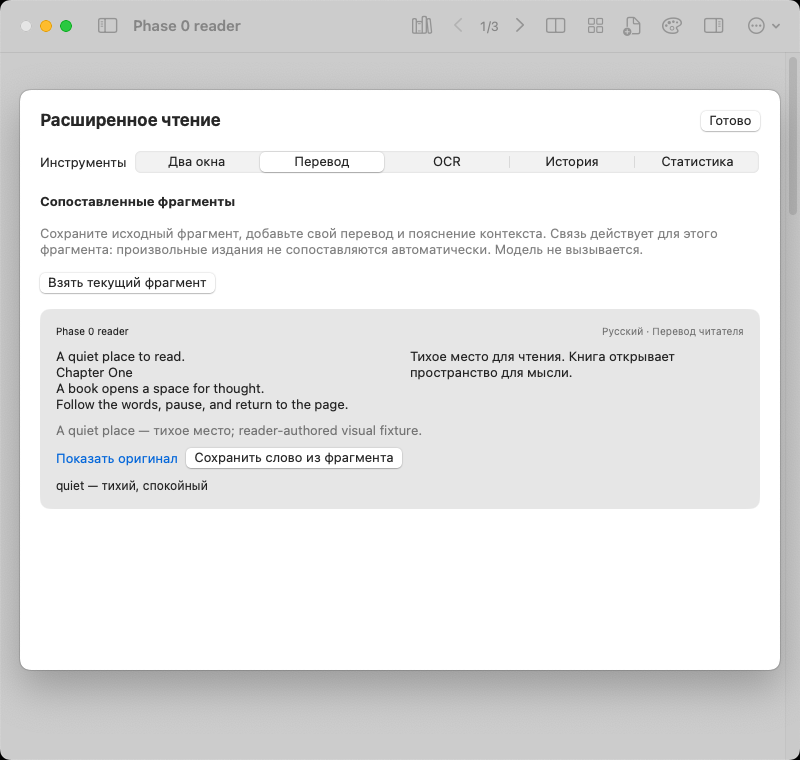 Phase 0 reader
1/3
Расширенное чтение
Готово
Инструменты
Два окна
Перевод
OCR
История
Статистика
Сопоставленные фрагменты
Сохраните исходный фрагмент, добавьте свой перевод и пояснение контекста. Связь действует для этого
фрагмента: произвольные издания не сопоставляются автоматически. Модель не вызывается.
Взять текущий фрагмент
Phase 0 reader
Русский · Перевод читателя
A quiet place to read.
Chapter One
A book opens a space for thought.
Follow the words, pause, and return to the page.
Тихое место для чтения. Книга открывает
пространство для мысли.
A quiet place — тихое место; reader-authored visual fixture.
Показать оригинал
Сохранить слово из фрагмента
quiet — тихий, спокойный